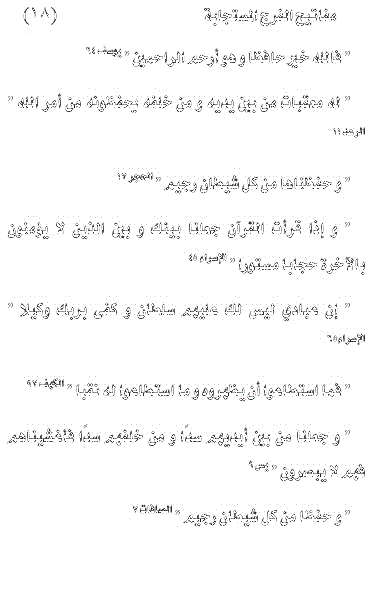 مفاتيح الفرج المستجابة (١٨)
" فالله خير حافظا و هو أرحم الراحمين " يوسف ٦٤
" له معقبات من بين يديه و من خلفه يحفظونه من أمر الله "
الرعد ١١
" و حفظناها من كل شيطان رجيم " الحجر ١٧
" و إذا قرأت القرآن جعلنا بينك و بين الذين لا يؤمنون
بالآخرة حجابا مستورا " الإسراء ٤٥
" إن عبادي ليس لك عليهم سلطان و كفى بربك وكيلا "
الإسراء ٦٥
" فما استطاعوا أن يظهروه و ما استطاعوا له نقبا " الكهف ٩٧
" و جعلنا من بين أيديهم سدًا و من خلفهم سدًا فأغشيناهم
فهم لا يبصرون " يس ٩
" و حفظا من كل شيطان رجيم " الصافات ٧